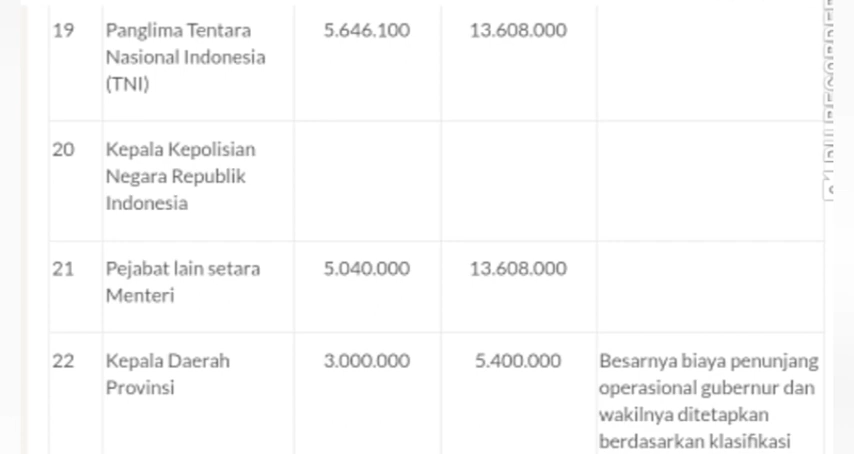 19 Panglima Tentara 5.646.100 13.608.000
Nasional Indonesia
(TNI)
20 Kepala Kepolisian
Negara Republik
Indonesia
21 Pejabat lain setara 5.040.000 13.608.000
Menteri
22 Kepala Daerah 3.000.000 5.400.000 Besarnya biaya penunjang
Provinsi operasional gubernur dan
wakilnya ditetapkan
berdasarkan klasifikasi